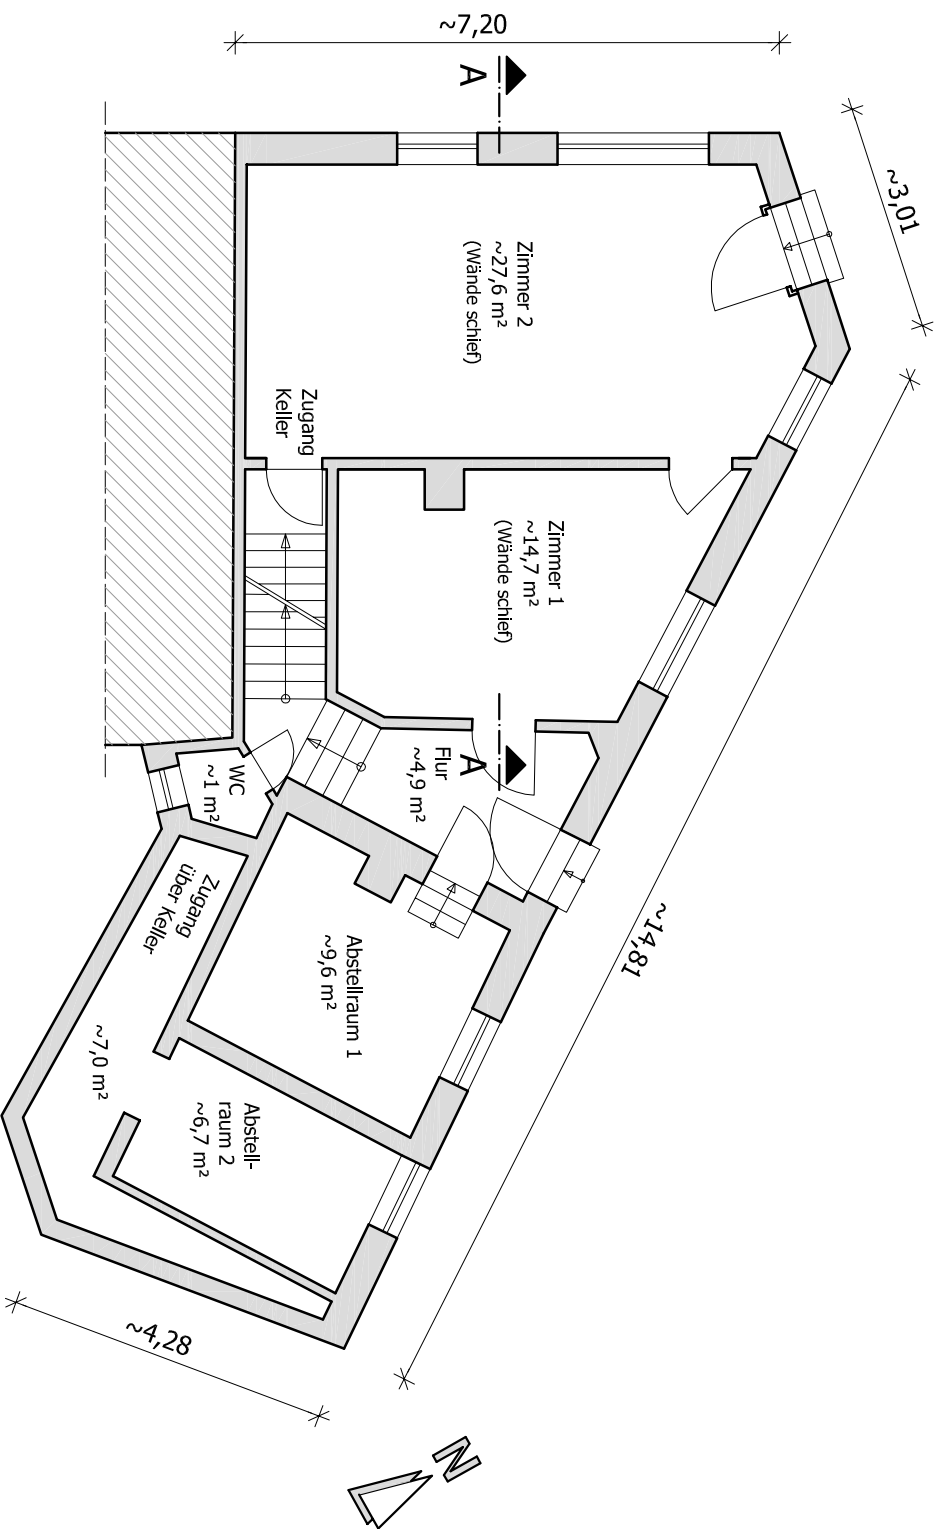 ~7,20
A
~3,01
Zimmer 2
~27,6 m²
(Wände schief)
Zugang
Keller
Zimmer 1
~14,7 m²
(Wände schief)
Flur
~4,9 m²
A
WC
~1 m²
Zugang
über Keller
~7,0 m²
Abstellraum 1
~9,6 m²
Abstell-
raum 2
~6,7 m²
~14,81
~4,28
N